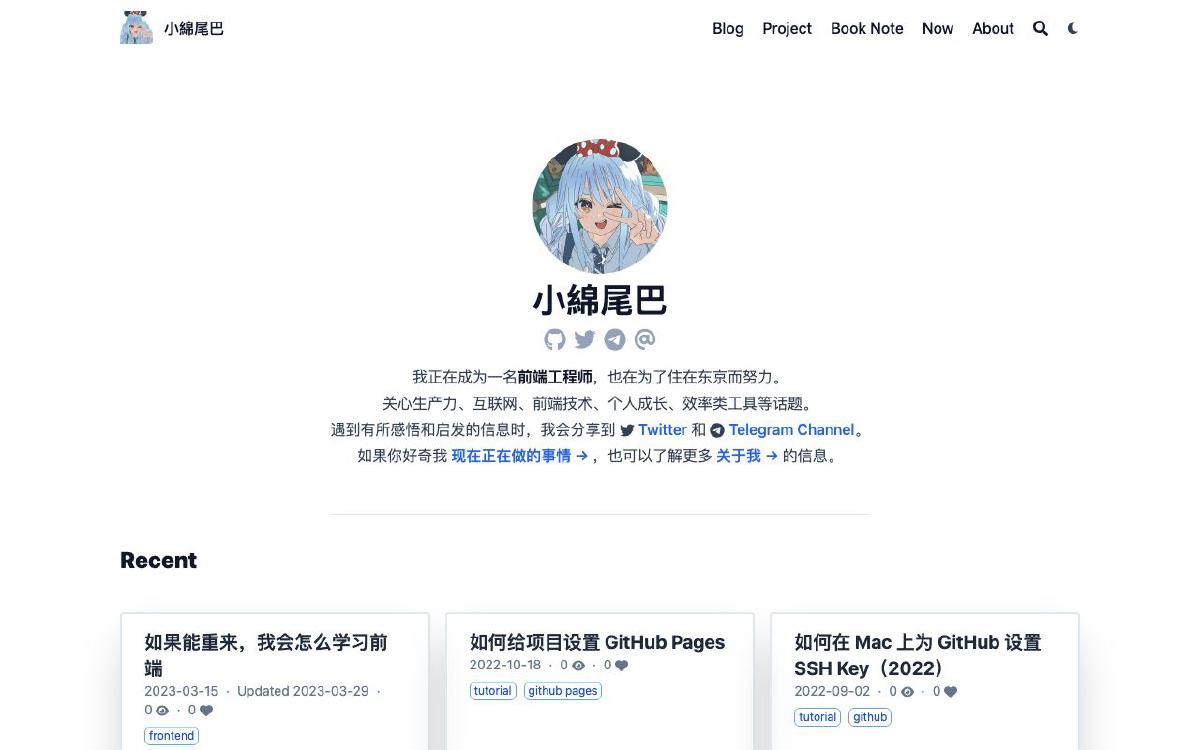 小綿尾巴
Blog Project Book Note Now About
小綿尾巴
我正在成为一名前端工程师，也在为了住在东京而努力。
关心生产力、互联网、前端技术、个人成长、效率类工具等话题。
遇到有所感悟和启发的信息时，我会分享到 Twitter 和 Telegram Channel。
如果你好奇我 现在正在做的事情 → ，也可以了解更多 关于我 → 的信息。
Recent
如果能重来，我会怎么学习前
端
2023-03-15 · Updated 2023-03-29 ·
0 · 0
frontend
如何给项目设置 GitHub Pages
2022-10-18 · 0 · 0
tutorial github pages
如何在 Mac 上为 GitHub 设置
SSH Key（2022）
2022-09-02 · 0 · 0
tutorial github